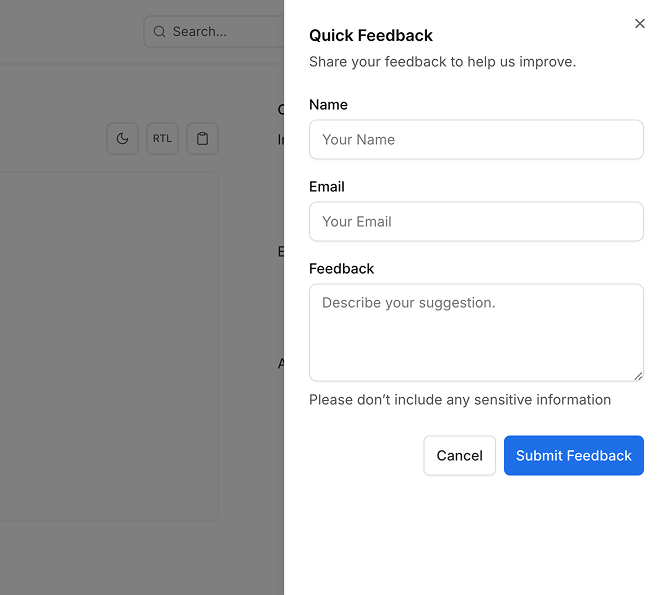 Search...
RTL
Quick Feedback
Share your feedback to help us improve.
Name
Your Name
Email
Your Email
Feedback
Describe your suggestion.
Please don’t include any sensitive information
Cancel
Submit Feedback